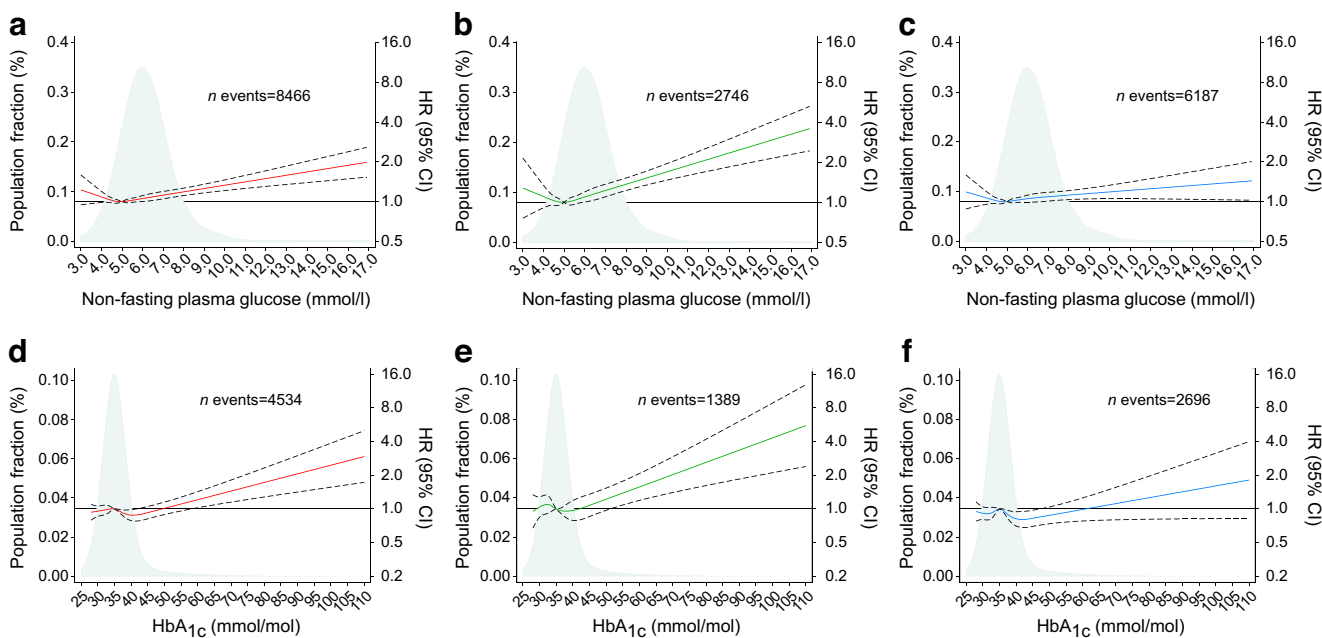 a
b
c
Population fraction (%)
0.4
0.3
0.2
0.1
0.0
n events=8466
16.0
8.0
4.0
2.0
1.0
0.5
HR (95% CI)
3.0 4.0 5.0 6.0 7.0 8.0 9.0 10.0 11.0 12.0 13.0 14.0 15.0 16.0 17.0
Non-fasting plasma glucose (mmol/l)
Population fraction (%)
0.4
0.3
0.2
0.1
0.0
n events=2746
16.0
8.0
4.0
2.0
1.0
0.5
HR (95% CI)
3.0 4.0 5.0 6.0 7.0 8.0 9.0 10.0 11.0 12.0 13.0 14.0 15.0 16.0 17.0
Non-fasting plasma glucose (mmol/l)
Population fraction (%)
0.4
0.3
0.2
0.1
0.0
n events=6187
16.0
8.0
4.0
2.0
1.0
0.5
HR (95% CI)
3.0 4.0 5.0 6.0 7.0 8.0 9.0 10.0 11.0 12.0 13.0 14.0 15.0 16.0 17.0
Non-fasting plasma glucose (mmol/l)
d
e
f
Population fraction (%)
0.10
0.08
0.06
0.04
0.02
0.00
n events=4534
16.0
8.0
4.0
2.0
1.0
0.2
HR (95% CI)
25 30 35 40 45 50 55 60 65 70 75 80 85 90 95 100 105 110
HbA1c (mmol/mol)
Population fraction (%)
0.10
0.08
0.06
0.04
0.02
0.00
n events=1389
16.0
8.0
4.0
2.0
1.0
0.2
HR (95% CI)
25 30 35 40 45 50 55 60 65 70 75 80 85 90 95 100 105 110
HbA1c (mmol/mol)
Population fraction (%)
0.10
0.08
0.06
0.04
0.02
0.00
n events=2696
16.0
8.0
4.0
2.0
1.0
0.2
HR (95% CI)
25 30 35 40 45 50 55 60 65 70 75 80 85 90 95 100 105 110
HbA1c (mmol/mol)